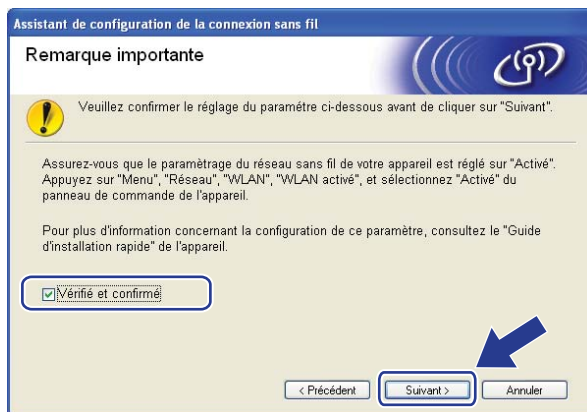 Assistant de configuration de la connexion sans fil
Remarque importante
Veuillez confirmer le réglage du paramétre ci-dessous avant de cliquer sur "Suivant".
Assurez-vous que le paramètrage du réseau sans fil de votre appareil est réglé sur "Activé".
Appuyez sur "Menu", "Réseau", "WLAN", "WLAN activé", et sélectionnez "Activé" du
panneau de commande de l'appareil.
Pour plus d'information concernant la configuration de ce paramètre, consultez le "Guide
d'installation rapide" de l'appareil.
Vérifié et confirmé
< Précédent
Suivant >
Annuler